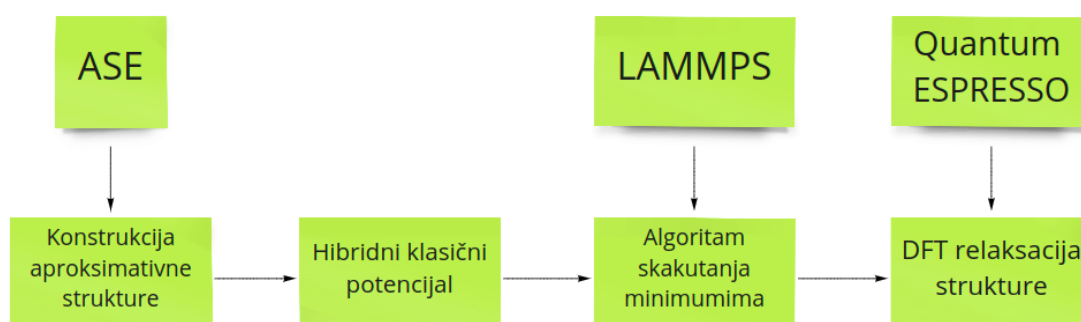 ASE
LAMMPS
Quantum
ESPRESSO
Konstrukcija
aproksimativne
strukture
Hibridni klasični
potencijal
Algoritam
skakutanja
minimumima
DFT relaksacija
strukture